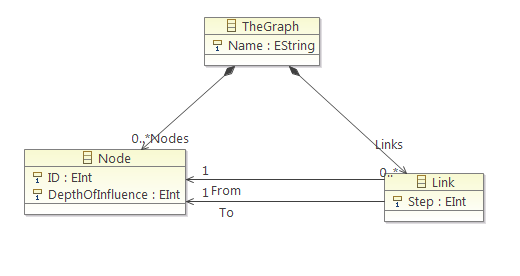 TheGraph
Name : EString
0..*Nodes
Links
Node
ID : EInt
DepthOfInfluence : EInt
1
From
1
To
0..*
Link
Step : EInt